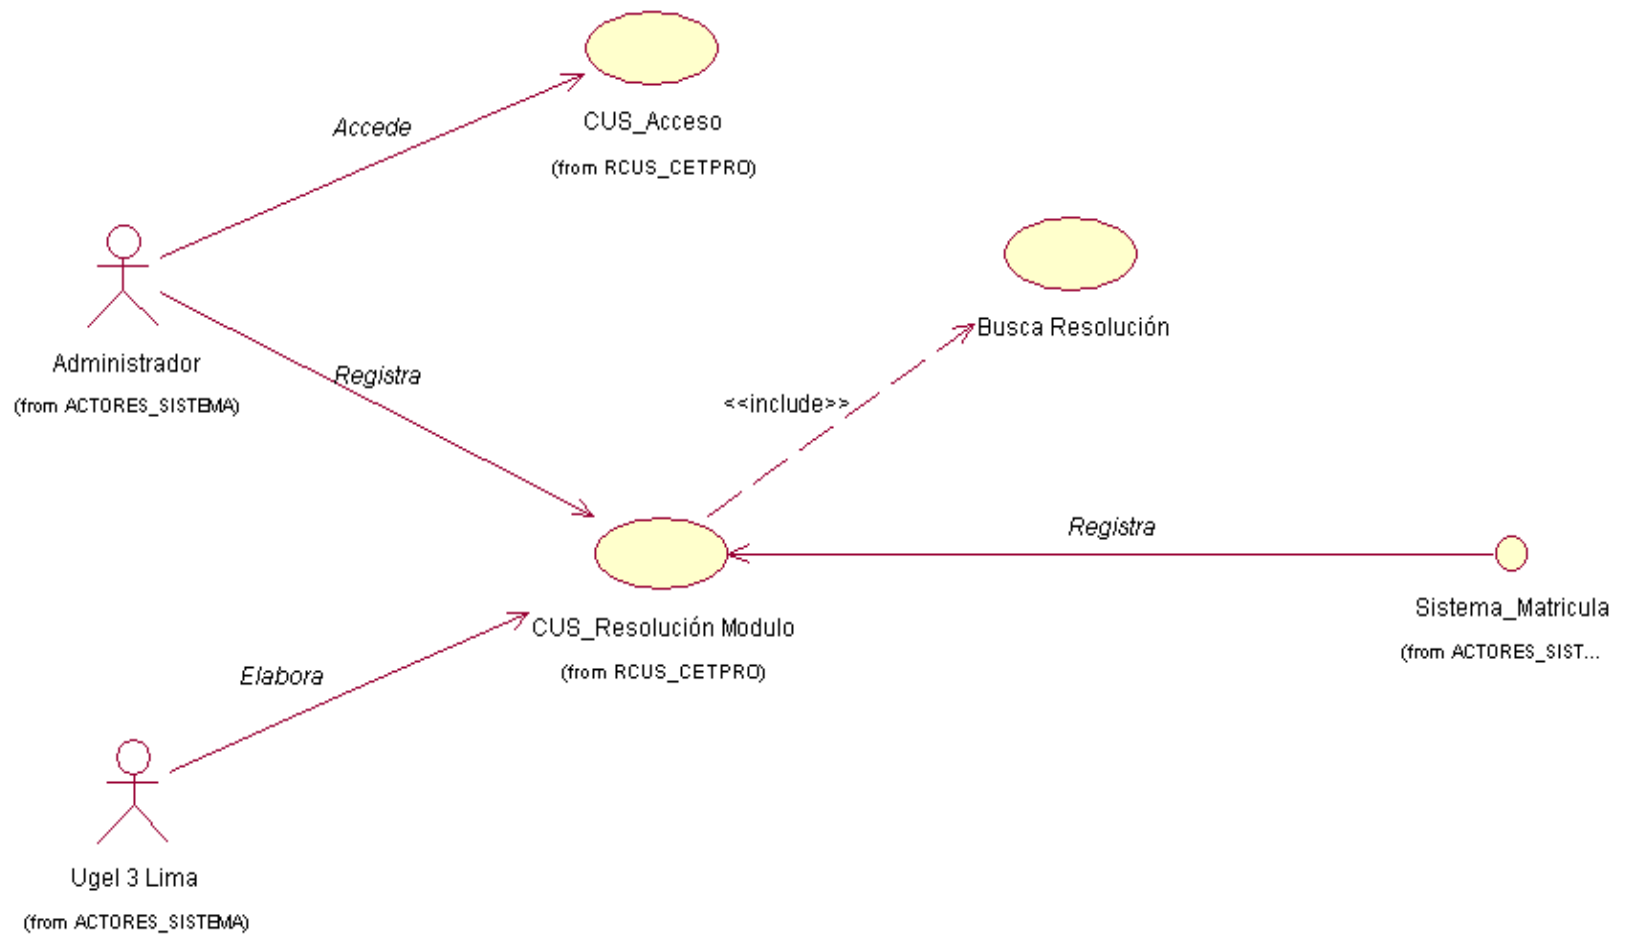 Accede
CUS_Acceso
(from RCUS_CETPRO)
Administrador
(from ACTORES_SISTEMA)
Registra
Busca Resolución
<<include>>
Registra
CUS_Resolución Modulo
(from RCUS_CETPRO)
Sistema_Matricula
(from ACTORES_SIST...
Elabora
Ugel 3 Lima
(from ACTORES_SISTEMA)